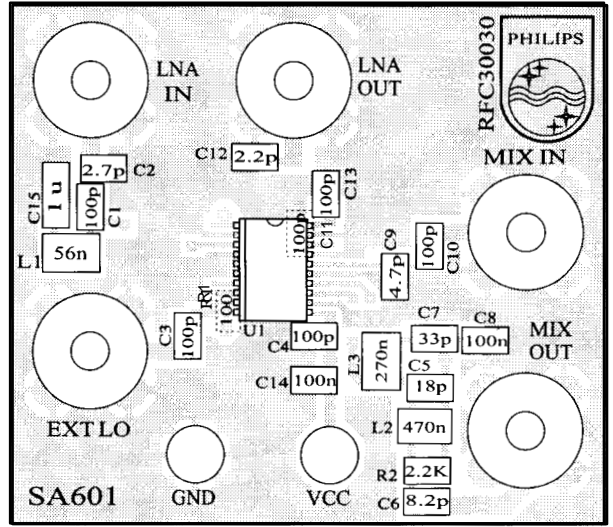 LNA IN
LNA OUT
RFC30030
PHILIPS
MIX IN
C12 2.2p
2.7p C2
C15 1u
100p C1
100p C13
L1 56n
100p C11
C9 4.7p
100p C10
R1 100
U1
C3 100p
C4 100p
C7 33p
C8 100n
MIX OUT
L3 270n
C5 18p
C14 100n
EXT LO
L2 470n
R2 2.2K
C6 8.2p
SA601
GND
VCC